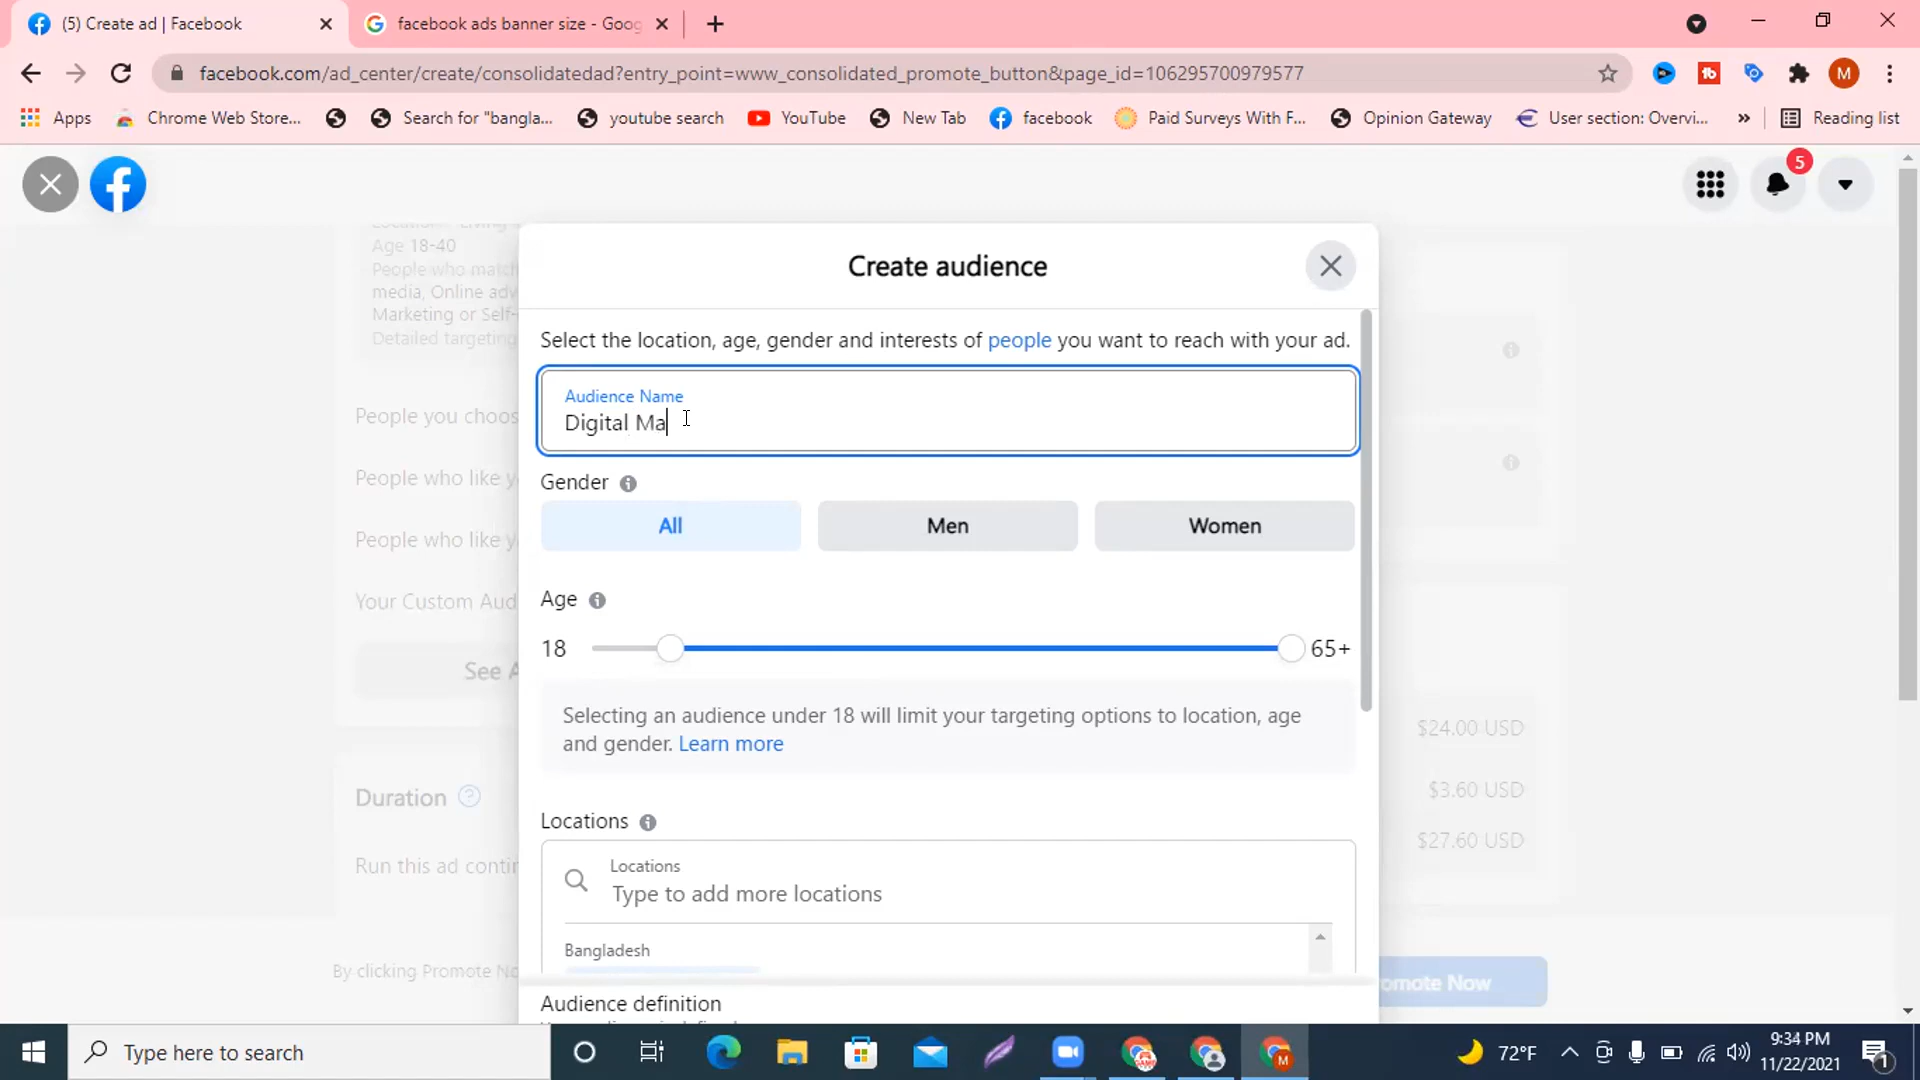 (5) Create ad | Facebook
facebook ads banner size - Goog
facebook.com/ad_center/create/consolidatedad?entry_point=www_consolidated_promote_button&page_id=106295700979577
M
Apps
Chrome Web Store...
Search for "bangla...
youtube search
YouTube
New Tab
facebook
Paid Surveys With F...
Opinion Gateway
User section: Overvi...
»
Reading list
5
Age 18-40
People who match
media, Online adv
Marketing or Self-
Detailed targeting
People you choos
People who like y
People who like y
Your Custom Aud
See A
Duration
Run this ad contin
By clicking Promote No
Create audience
Select the location, age, gender and interests of people you want to reach with your ad.
Audience Name
Digital Ma
Gender
All
Men
Women
Age
18
65+
Selecting an audience under 18 will limit your targeting options to location, age
and gender. Learn more
Locations
Locations
Type to add more locations
Bangladesh
Audience definition
$24.00 USD
$3.60 USD
$27.60 USD
omote Now
Type here to search
72°F
9:34 PM
11/22/2021
1